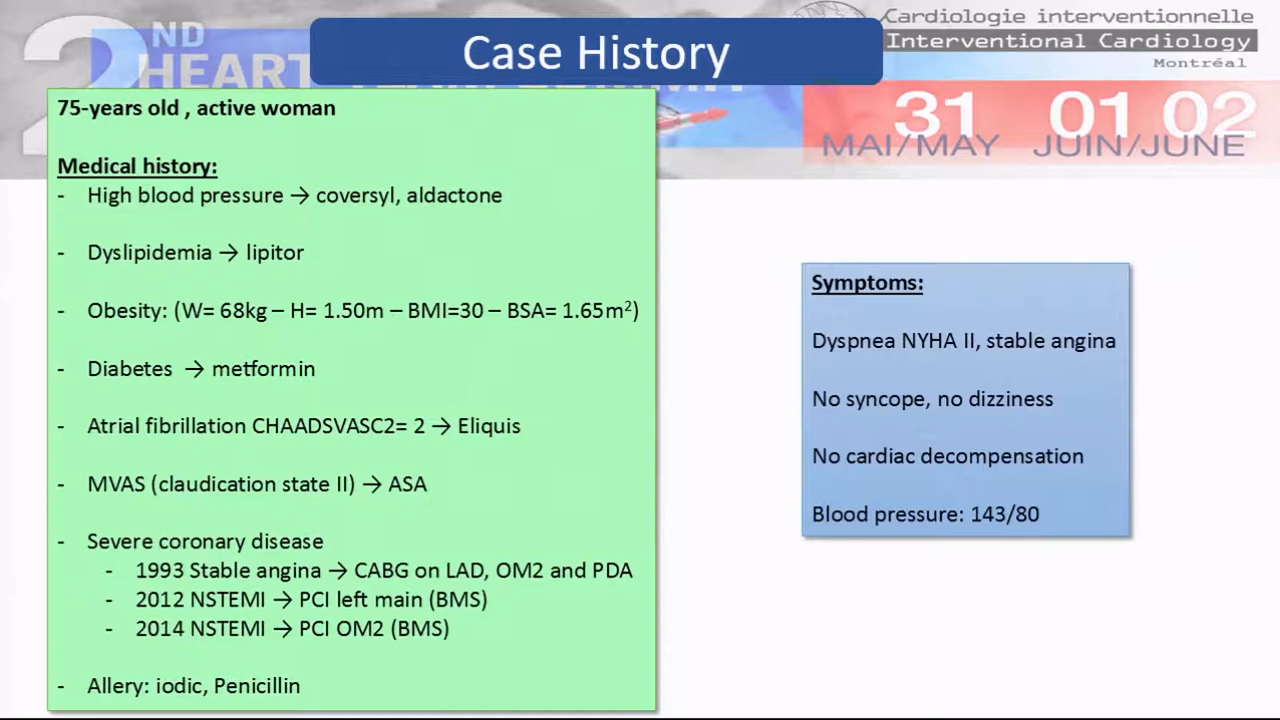 2
ND
HEART
Case History
Cardiologie interventionnelle
Interventional Cardiology
Montréal
31 01 02
MAI/MAY JUIN/JUNE
75-years old , active woman
Medical history:
- High blood pressure → coversyl, aldactone
- Dyslipidemia → lipitor
- Obesity: (W= 68kg – H= 1.50m – BMI=30 – BSA= 1.65m²)
- Diabetes → metformin
- Atrial fibrillation CHAADSVASC2= 2 → Eliquis
- MVAS (claudication state II) → ASA
- Severe coronary disease
- 1993 Stable angina → CABG on LAD, OM2 and PDA
- 2012 NSTEMI → PCI left main (BMS)
- 2014 NSTEMI → PCI OM2 (BMS)
- Allery: iodic, Penicillin
Symptoms:
Dyspnea NYHA II, stable angina
No syncope, no dizziness
No cardiac decompensation
Blood pressure: 143/80